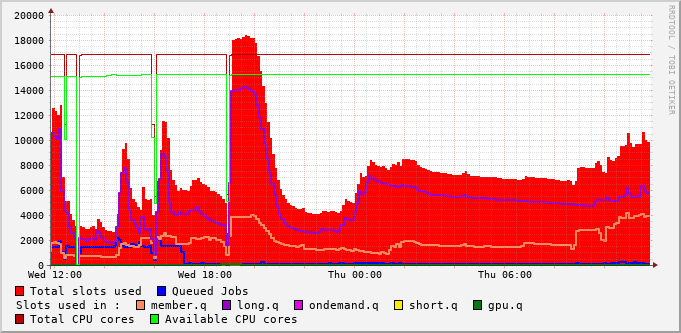 20000
18000
16000
14000
12000
10000
8000
6000
4000
2000
0
Wed 12:00 Wed 18:00 Thu 00:00 Thu 06:00
RRDTOOL / TOBI OETIKER
Total slots used Queued Jobs
Slots used in : member.q long.q ondemand.q short.q gpu.q
Total CPU cores Available CPU cores